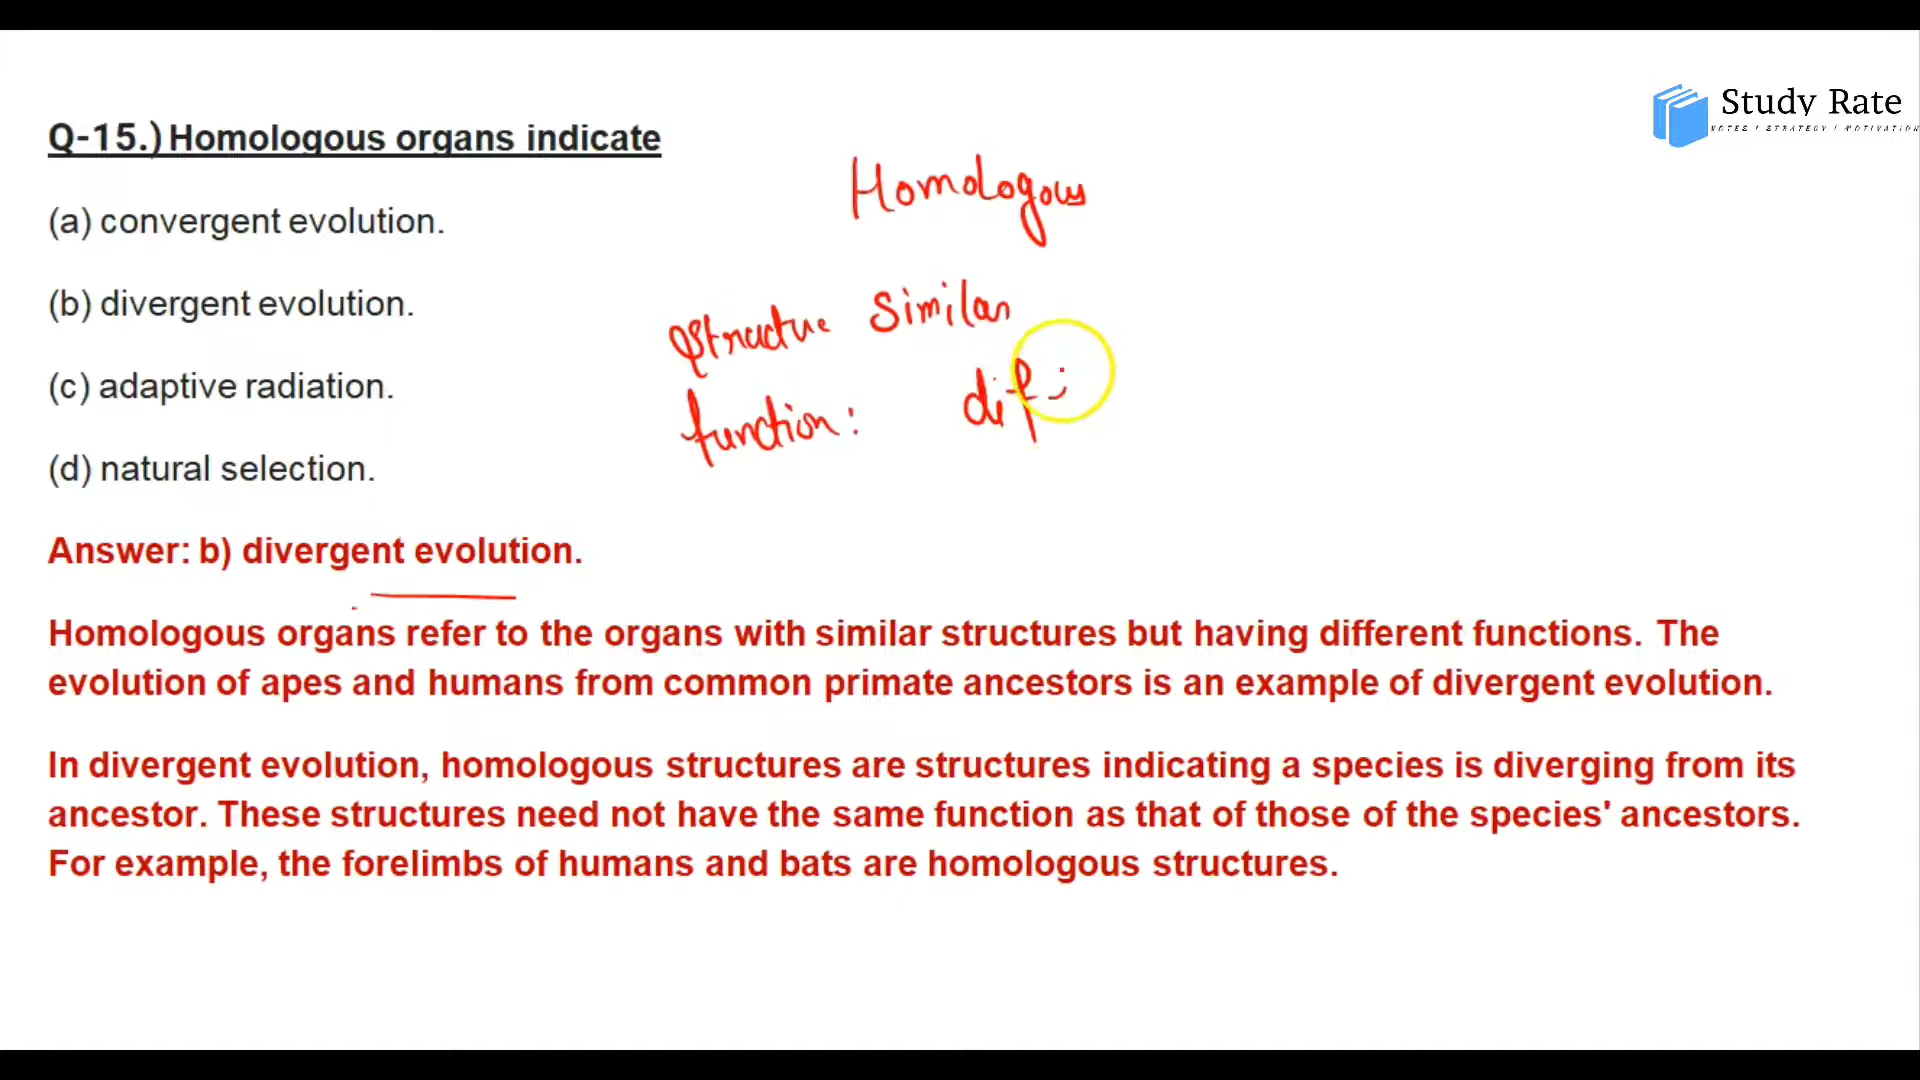 Study Rate
NOTES / STRATEGY / MOTIVATION
Q-15.) Homologous organs indicate
Homologous
(a) convergent evolution.
(b) divergent evolution.
Structure Similar
(c) adaptive radiation.
function: dif
(d) natural selection.
Answer: b) divergent evolution.
Homologous organs refer to the organs with similar structures but having different functions. The
evolution of apes and humans from common primate ancestors is an example of divergent evolution.
In divergent evolution, homologous structures are structures indicating a species is diverging from its
ancestor. These structures need not have the same function as that of those of the species' ancestors.
For example, the forelimbs of humans and bats are homologous structures.